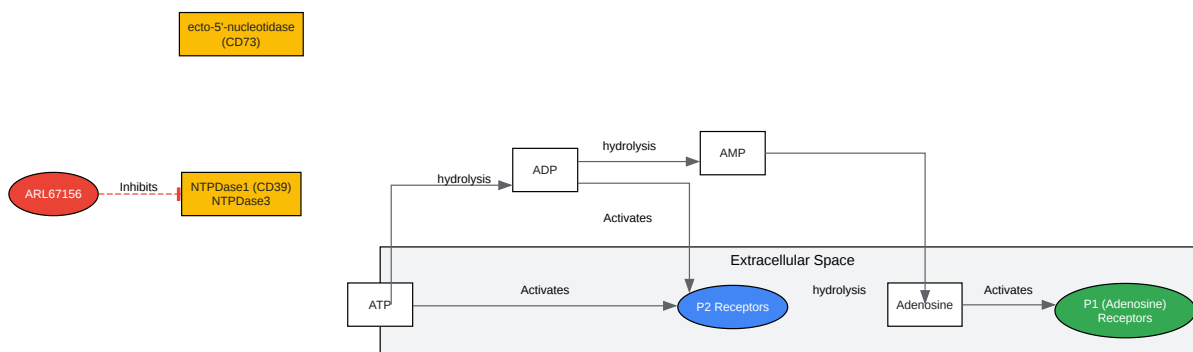 ecto-5'-nucleotidase
(CD73)
hydrolysis
AMP
ADP
hydrolysis
ARL67156
Inhibits
NTPDase1 (CD39)
NTPDase3
Activates
Extracellular Space
ATP
Activates
P2 Receptors
hydrolysis
Adenosine
Activates
P1 (Adenosine)
Receptors